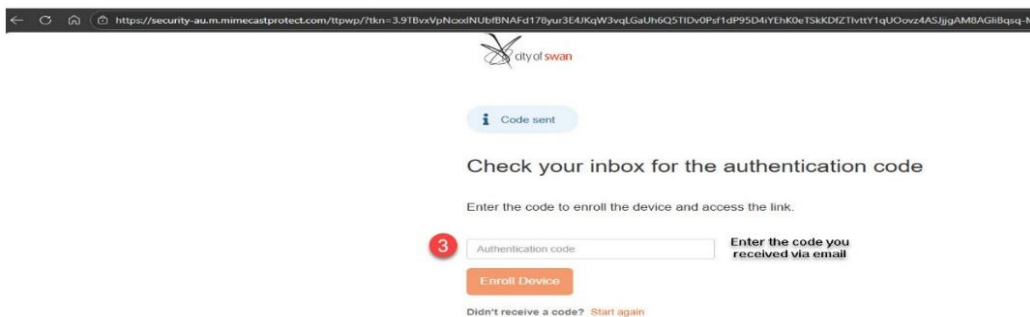 https://security-au.m.mimecastprotect.com/ttpwp/?tkn=3.9TBvxVpNcxxlNUbfBNAFd178yur3E4JKqW3vqLGaUh6Q5TIDv0Psf1dP95D4iYEhK0eTSkKDfZTlvttY1qUOovz4ASJjjgAM8AGli8qsq-M
city of swan
i Code sent
Check your inbox for the authentication code
Enter the code to enroll the device and access the link.
3 Authentication code Enter the code you
received via email
Enroll Device
Didn't receive a code? Start again